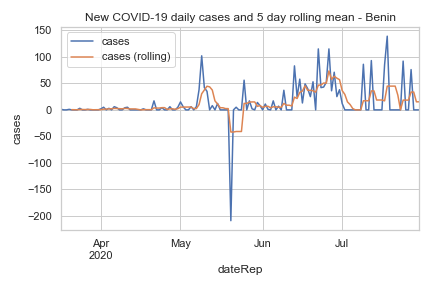 New COVID-19 daily cases and 5 day rolling mean - Benin
cases
cases (rolling)
150
100
50
0
−50
−100
−150
−200
cases
Apr
2020
May
Jun
Jul
dateRep